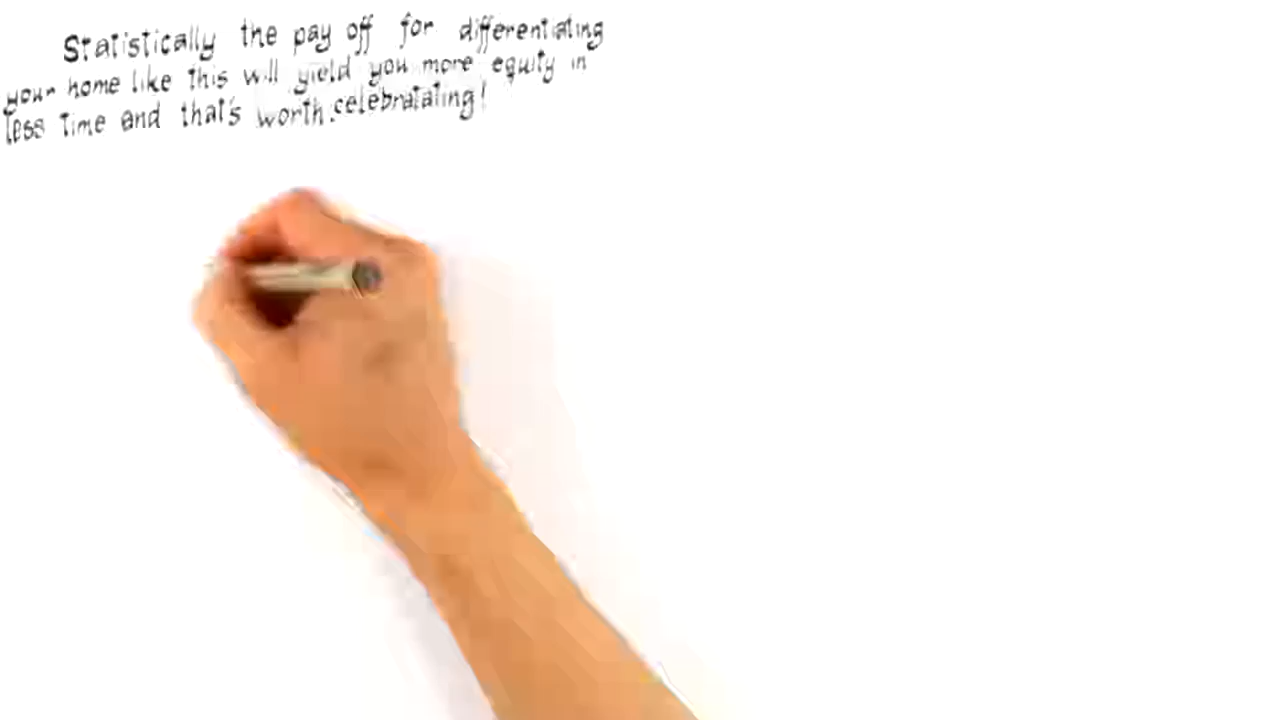 Statistically the pay off for differentiating
your home like this will yield you more equity in
less time and that's worth celebratating!